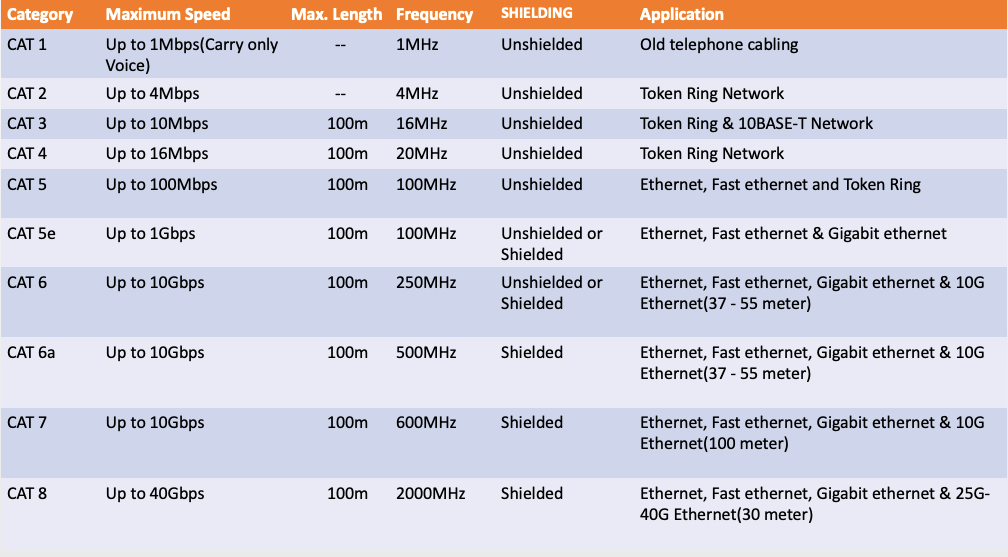 Category Maximum Speed Max. Length Frequency SHIELDING Application
CAT 1 Up to 1Mbps(Carry only -- 1MHz Unshielded Old telephone cabling
Voice)
CAT 2 Up to 4Mbps -- 4MHz Unshielded Token Ring Network
CAT 3 Up to 10Mbps 100m 16MHz Unshielded Token Ring & 10BASE-T Network
CAT 4 Up to 16Mbps 100m 20MHz Unshielded Token Ring Network
CAT 5 Up to 100Mbps 100m 100MHz Unshielded Ethernet, Fast ethernet and Token Ring
CAT 5e Up to 1Gbps 100m 100MHz Unshielded or Ethernet, Fast ethernet & Gigabit ethernet
Shielded
CAT 6 Up to 10Gbps 100m 250MHz Unshielded or Ethernet, Fast ethernet, Gigabit ethernet & 10G
Shielded Ethernet(37 - 55 meter)
CAT 6a Up to 10Gbps 100m 500MHz Shielded Ethernet, Fast ethernet, Gigabit ethernet & 10G
Ethernet(37 - 55 meter)
CAT 7 Up to 10Gbps 100m 600MHz Shielded Ethernet, Fast ethernet, Gigabit ethernet & 10G
Ethernet(100 meter)
CAT 8 Up to 40Gbps 100m 2000MHz Shielded Ethernet, Fast ethernet, Gigabit ethernet & 25G-
40G Ethernet(30 meter)